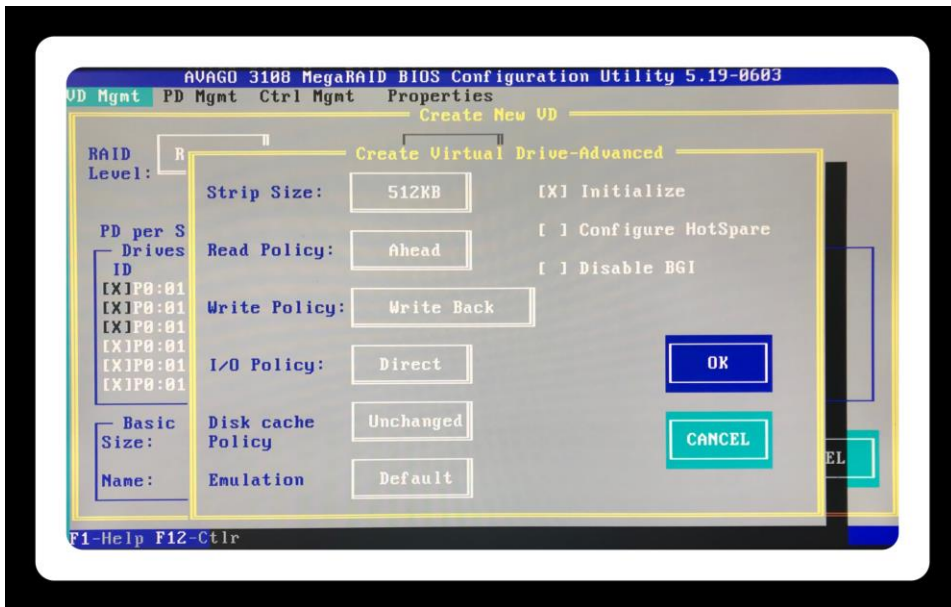 AVAGO 3108 MegaRAID BIOS Configuration Utility 5.19-0603
VD Mgmt PD Mgmt Ctrl Mgmt Properties
Create New VD
RAID Level: R
Create Virtual Drive-Advanced
Strip Size: 512KB [X] Initialize
[ ] Configure HotSpare
PD per S
Drives Read Policy: Ahead
[ ] Disable BGI
ID
[X]P0:01
[X]P0:01 Write Policy: Write Back
[X]P0:01
[X]P0:01
[X]P0:01 I/O Policy: Direct OK
[X]P0:01
Basic Disk cache Unchanged
Size: Policy CANCEL
EL
Name: Emulation Default
F1-Help F12-Ctlr